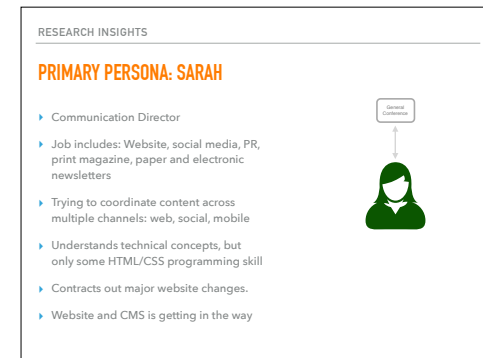 RESEARCH INSIGHTS
PRIMARY PERSONA: SARAH
Communication Director
Job includes: Website, social media, PR,
print magazine, paper and electronic
newsletters
Trying to coordinate content across
multiple channels: web, social, mobile
Understands technical concepts, but
only some HTML/CSS programming skill
Contracts out major website changes.
Website and CMS is getting in the way
General
Conference